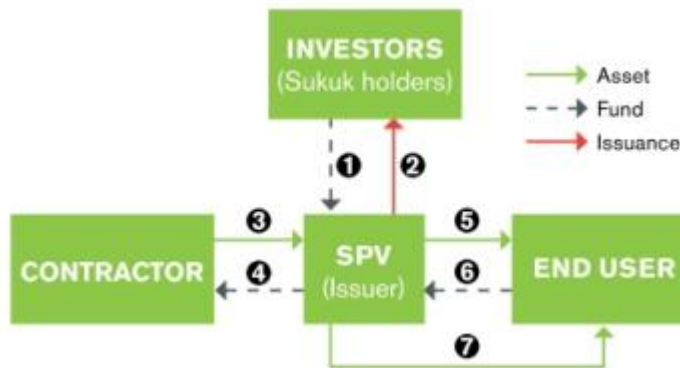 INVESTORS
(Sukuk holders)
Asset
Fund
Issuance
1
2
3
5
CONTRACTOR
SPV
(Issuer)
END USER
4
6
7